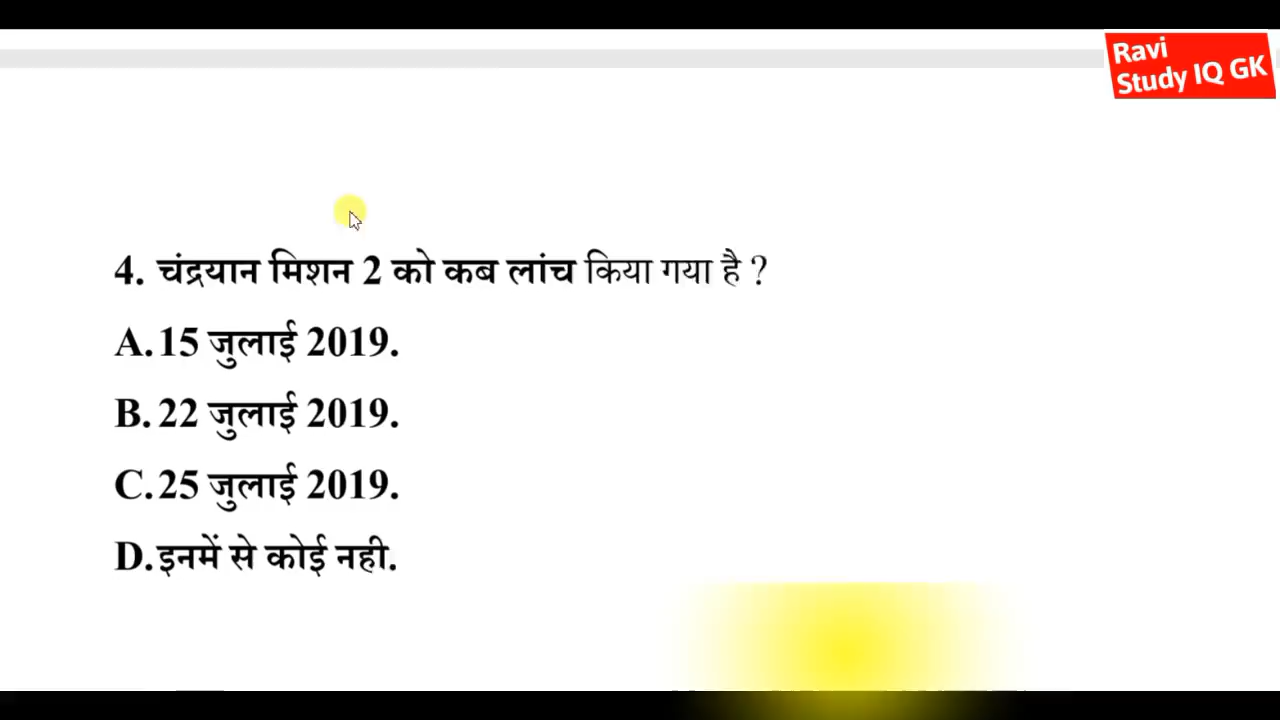 Ravi
Study IQ GK
4. चंद्रयान मिशन 2 को कब लांच किया गया है ?
A. 15 जुलाई 2019.
B. 22 जुलाई 2019.
C. 25 जुलाई 2019.
D. इनमें से कोई नही.